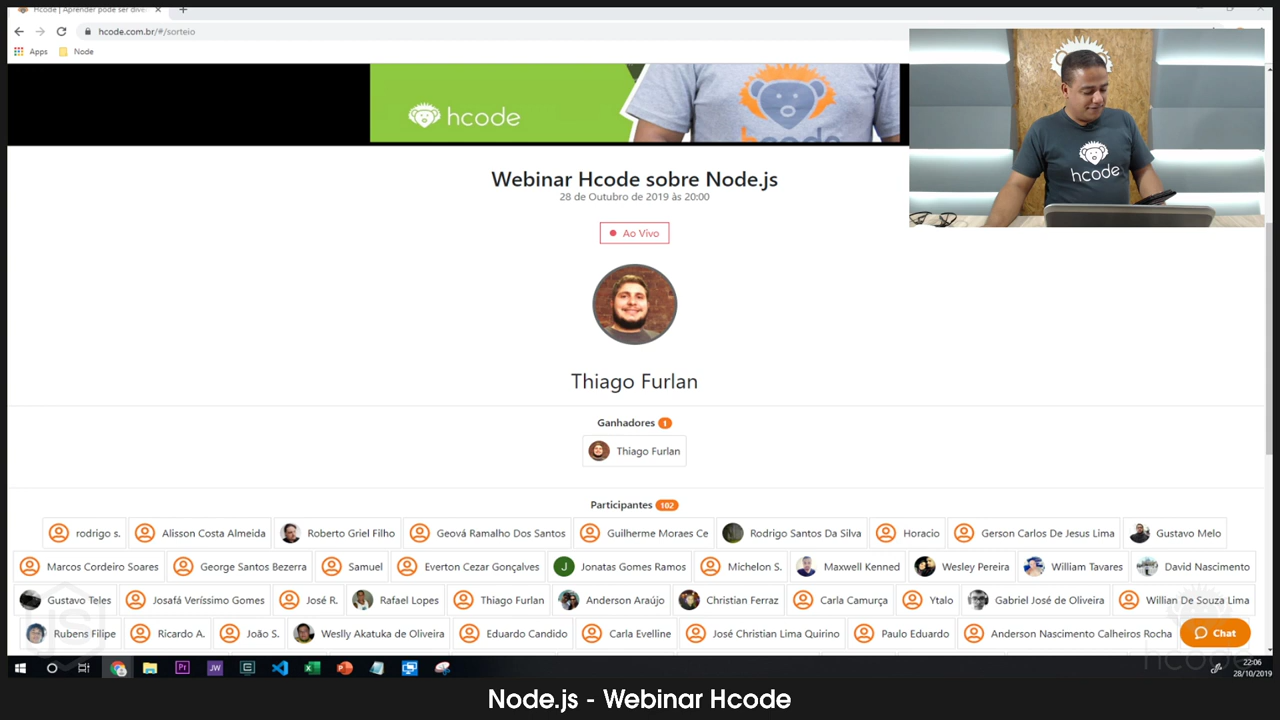 Hcode | Aprender pode ser dive
hcode.com.br/#/sorteio
Apps Node
hcode
hcode
hcode
Webinar Hcode sobre Node.js
28 de Outubro de 2019 às 20:00
Ao Vivo
Thiago Furlan
Ganhadores 1
Thiago Furlan
Participantes 102
rodrigo s. Alisson Costa Almeida Roberto Griel Filho Geová Ramalho Dos Santos Guilherme Moraes Ce Rodrigo Santos Da Silva Horacio Gerson Carlos De Jesus Lima Gustavo Melo
Marcos Cordeiro Soares George Santos Bezerra Samuel Everton Cezar Gonçalves J Jonatas Gomes Ramos Michelon S. Maxwell Kenned Wesley Pereira William Tavares David Nascimento
Gustavo Teles Josafá Veríssimo Gomes José R. Rafael Lopes Thiago Furlan Anderson Araújo Christian Ferraz Carla Camurça Ytalo Gabriel José de Oliveira Willian De Souza Lima
Rubens Filipe Ricardo A. João S. Weslly Akatuka de Oliveira Eduardo Candido Carla Evelline José Christian Lima Quirino Paulo Eduardo Anderson Nascimento Calheiros Rocha
Chat
JS
hcode
Pr JW
22:06
28/10/2019
Node.js - Webinar Hcode